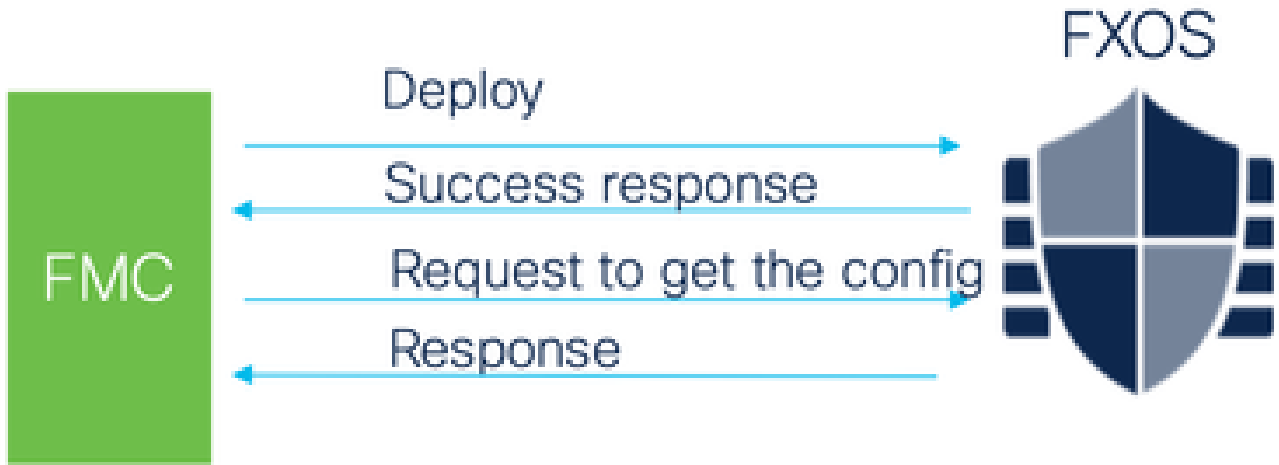 FXOS
Deploy
Success response
FMC
Request to get the config
Response